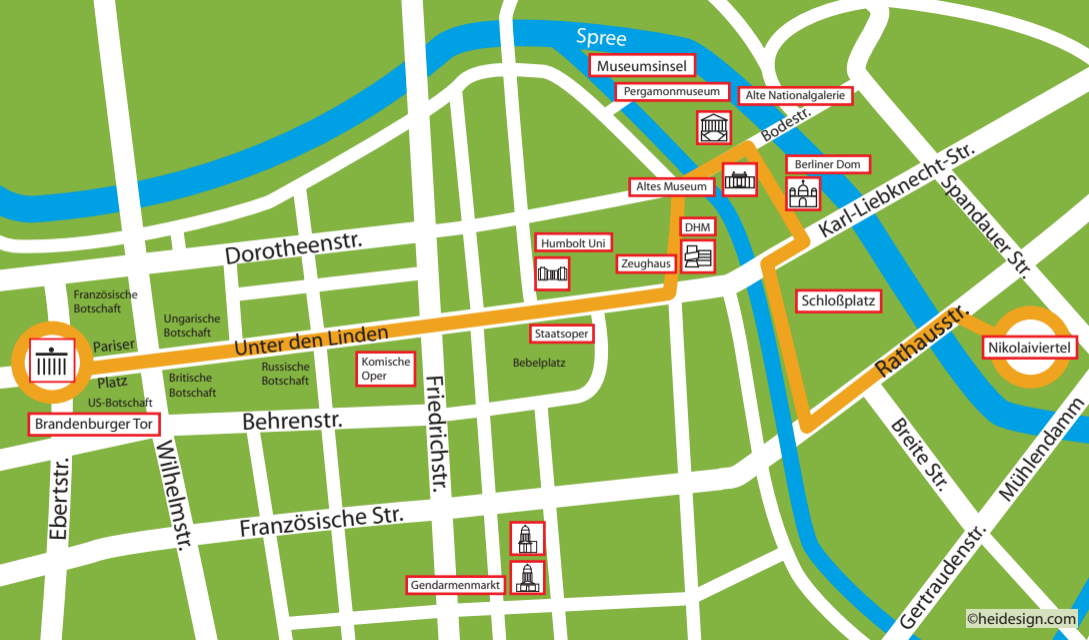 Spree
Museumsinsel
Pergamonmuseum
Alte Nationalgalerie
Bodestr.
Berliner Dom
Altes Museum
Karl-Liebknecht-Str.
Spandauer Str.
DHM
Humbolt Uni
Zeughaus
Dorotheenstr.
Französische
Botschaft
Ungarische
Botschaft
Schloßplatz
Rathausstr.
Nikolaiviertel
Unter den Linden
Staatsoper
Pariser
Platz
Komische
Oper
Bebelplatz
Russische
Botschaft
Britische
Botschaft
US-Botschaft
Brandenburger Tor
Behrenstr.
Friedrichstr.
Ebertstr.
Wilhelmstr.
Breite Str.
Mühlendamm
Französische Str.
Gertraudenstr.
Gendarmenmarkt
©heidesign.com